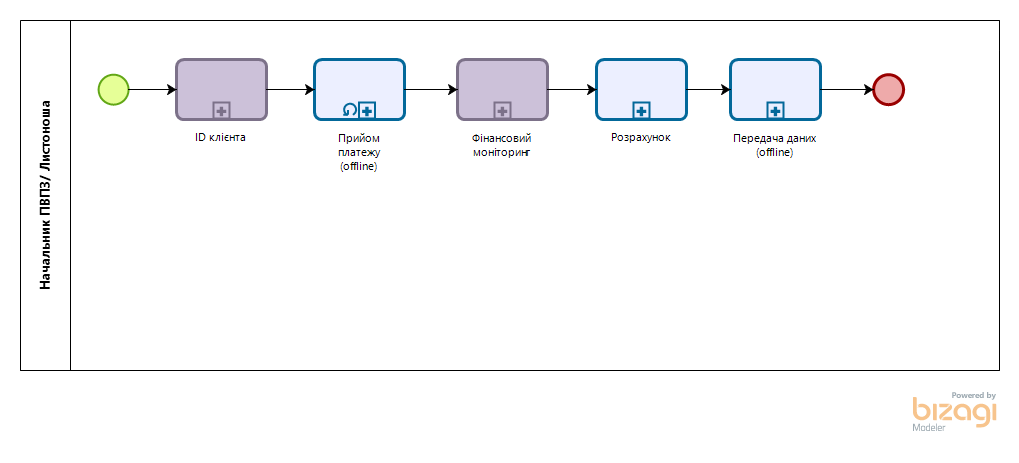 Начальник ПВПЗ/ Листоноша
ID клієнта
Прийом
платежу
(offline)
Фінансовий
моніторинг
Розрахунок
Передача даних
(offline)
Powered by
bizagi
Modeler